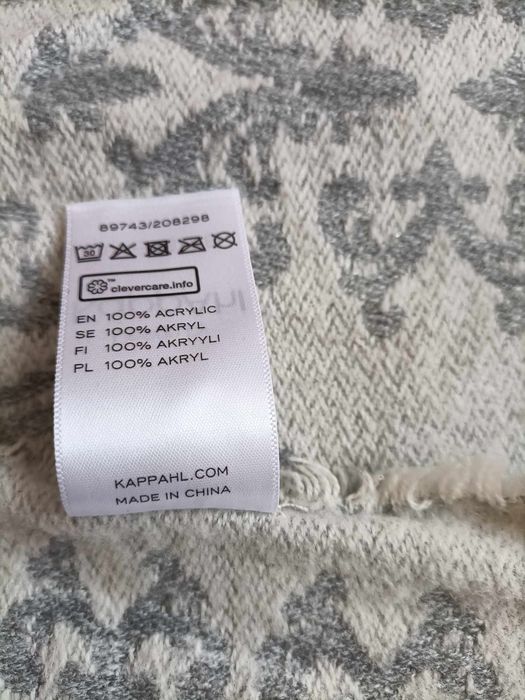 89743/208298
30
clevercare.info
EN 100% ACRYLIC
SE 100% AKRYL
FI 100% AKRYYLI
PL 100% AKRYL
KAPPAHL.COM
MADE IN CHINA